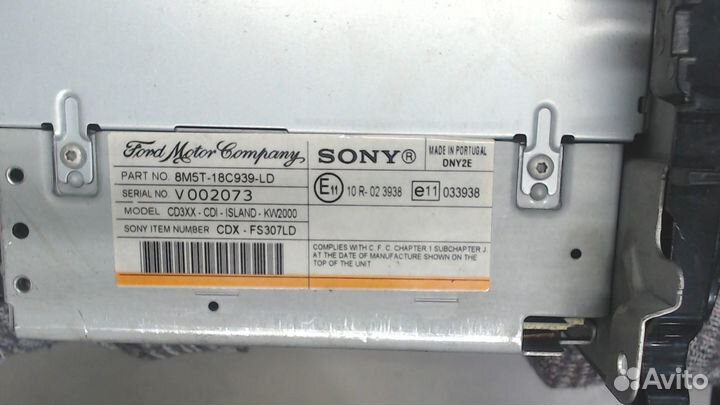 Ford Motor Company
PART NO. 8M5T-18C939-LD
SERIAL NO. V002073
MODEL CD3XX - CDI - ISLAND - KW2000
SONY ITEM NUMBER CDX - FS307LD
SONY®
MADE IN PORTUGAL
DNY2E
E11 10 R- 02 3938 e11 033938
COMPLIES WITH C. F. C. CHAPTER 1 SUBCHAPTER J
AT THE DATE OF MANUFACTURE SHOWN ON THE
TOP OF THE UNIT
Avito